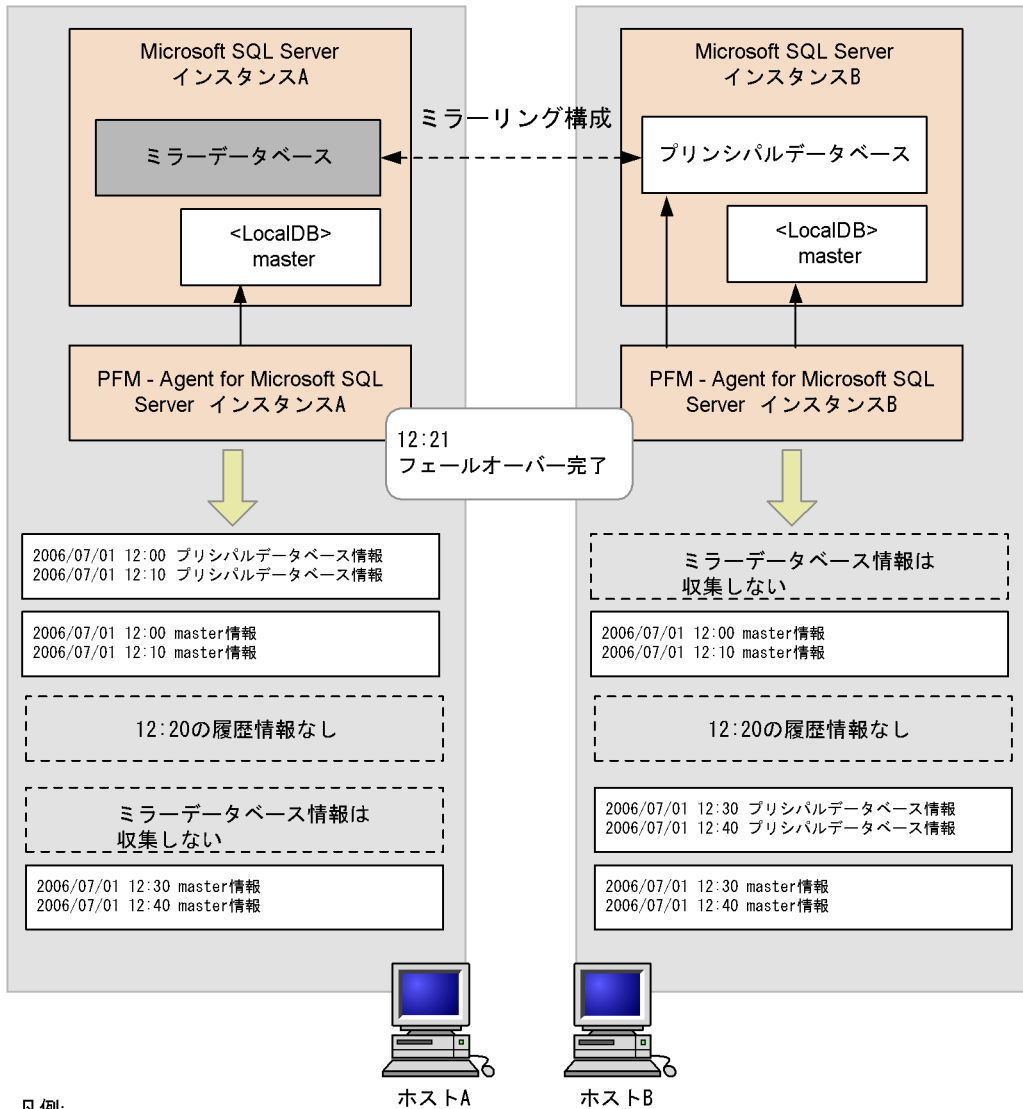 Microsoft SQL Server
インスタンスA
ミラーデータベース
<LocalDB>
master
PFM - Agent for Microsoft SQL
Server インスタンスA
ミラーリング構成
Microsoft SQL Server
インスタンスB
プリンシパルデータベース
<LocalDB>
master
PFM - Agent for Microsoft SQL
Server インスタンスB
12:21
フェールオーバー完了
2006/07/01 12:00 プリシパルデータベース情報
2006/07/01 12:10 プリシパルデータベース情報
2006/07/01 12:00 master情報
2006/07/01 12:10 master情報
12:20の履歴情報なし
ミラーデータベース情報は
収集しない
2006/07/01 12:30 master情報
2006/07/01 12:40 master情報
ミラーデータベース情報は
収集しない
2006/07/01 12:00 master情報
2006/07/01 12:10 master情報
12:20の履歴情報なし
2006/07/01 12:30 プリシパルデータベース情報
2006/07/01 12:40 プリシパルデータベース情報
2006/07/01 12:30 master情報
2006/07/01 12:40 master情報
ホストA
ホストB
凡例: